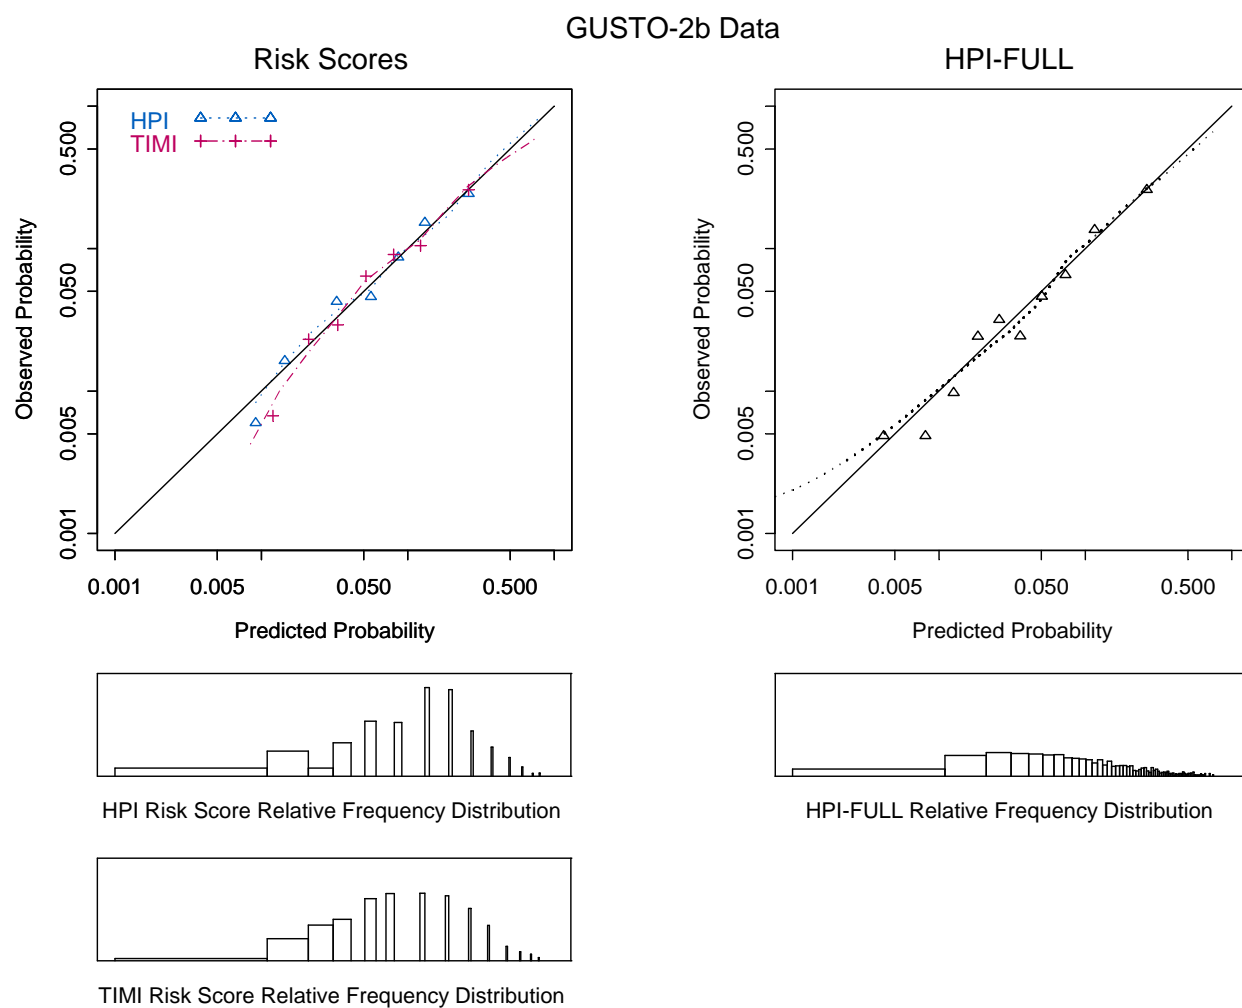 GUSTO-2b Data
Risk Scores
HPI
TIMI
0.500
0.050
0.005
0.001
Observed Probability
0.001 0.005 0.050 0.500
Predicted Probability
HPI Risk Score Relative Frequency Distribution
TIMI Risk Score Relative Frequency Distribution
HPI-FULL
0.500
0.050
0.005
0.001
Observed Probability
0.001 0.005 0.050 0.500
Predicted Probability
HPI-FULL Relative Frequency Distribution